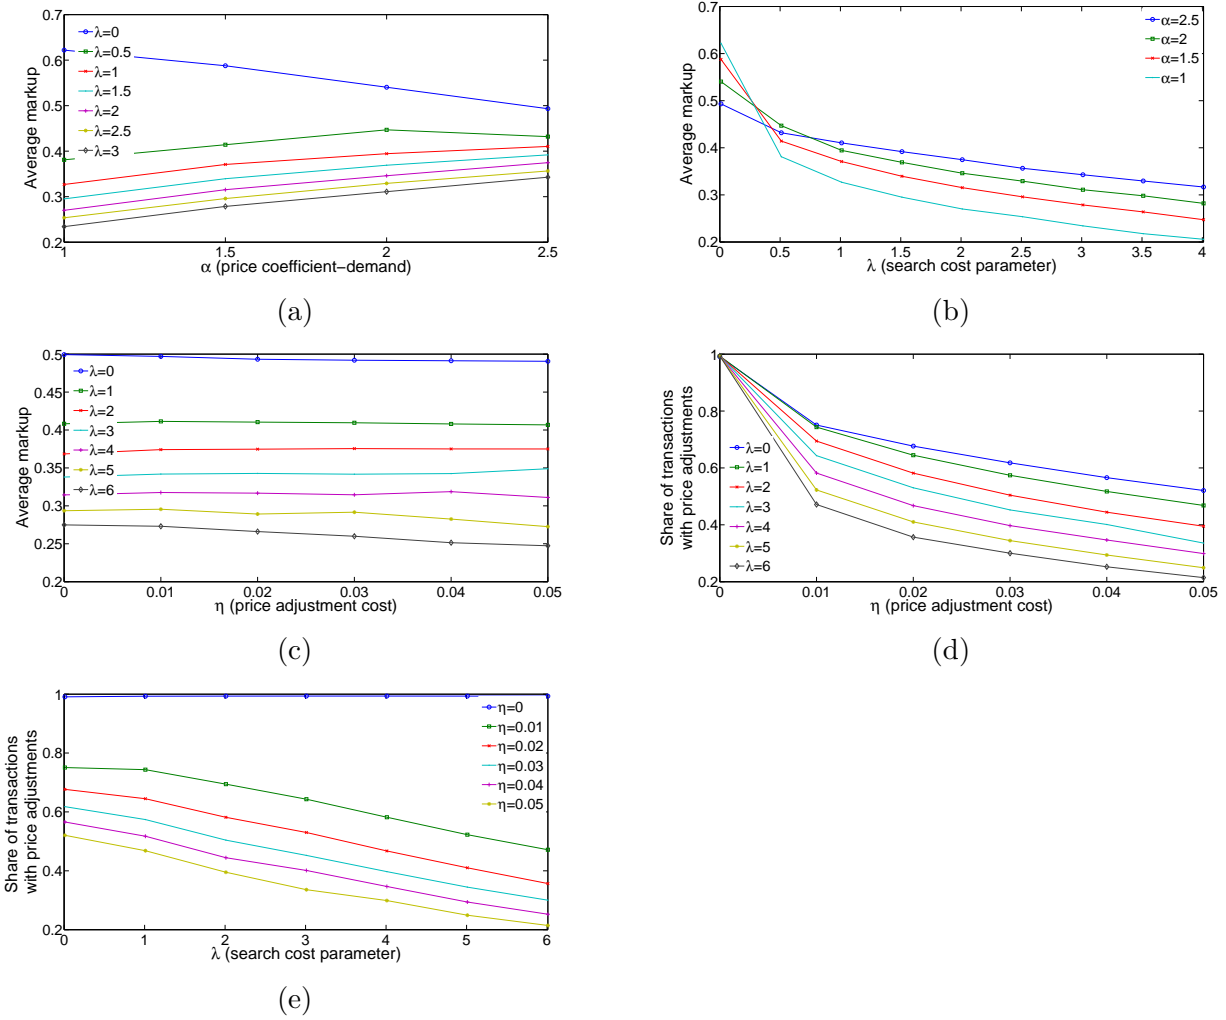 0.7
0.6
0.5
0.4
0.3
0.2
Average markup
λ=0
λ=0.5
λ=1
λ=1.5
λ=2
λ=2.5
λ=3
1 1.5 2 2.5
α (price coefficient−demand)
(a)
0.7
0.6
0.5
0.4
0.3
0.2
Average markup
α=2.5
α=2
α=1.5
α=1
0 0.5 1 1.5 2 2.5 3 3.5 4
λ (search cost parameter)
(b)
0.5
0.45
0.4
0.35
0.3
0.25
0.2
Average markup
λ=0
λ=1
λ=2
λ=3
λ=4
λ=5
λ=6
0 0.01 0.02 0.03 0.04 0.05
η (price adjustment cost)
(c)
1
0.8
0.6
0.4
0.2
Share of transactions
with price adjustments
λ=0
λ=1
λ=2
λ=3
λ=4
λ=5
λ=6
0 0.01 0.02 0.03 0.04 0.05
η (price adjustment cost)
(d)
1
0.8
0.6
0.4
0.2
Share of transactions
with price adjustments
η=0
η=0.01
η=0.02
η=0.03
η=0.04
η=0.05
0 1 2 3 4 5 6
λ (search cost parameter)
(e)